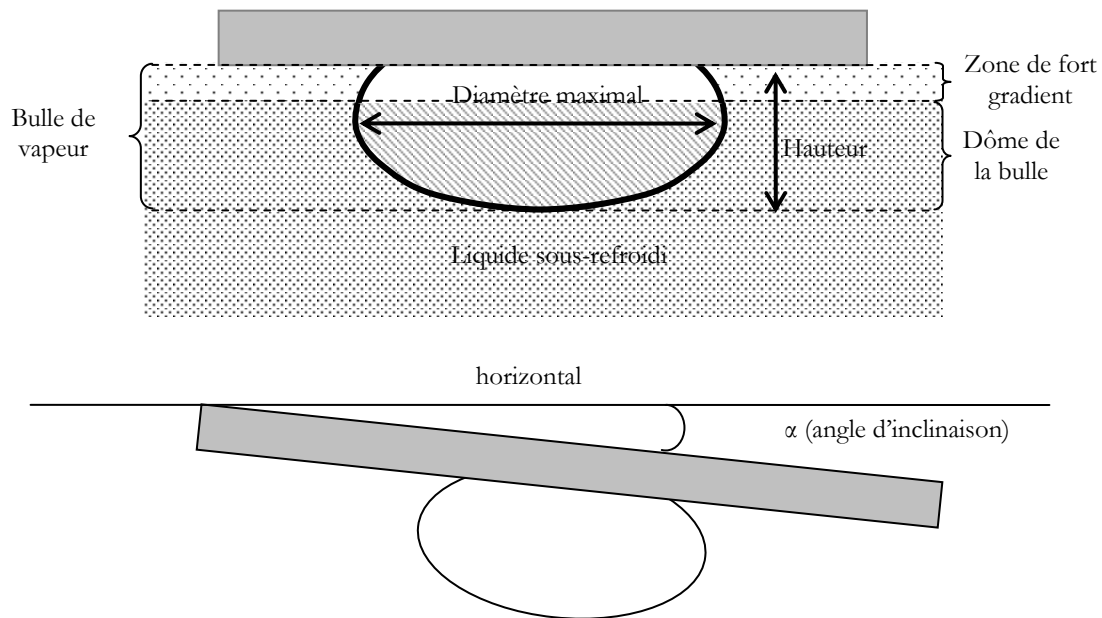 Zone de fort
gradient
Diamètre maximal
Bulle de
vapeur
Hauteur
Dôme de
la bulle
Liquide sous-refroidi
horizontal
α (angle d'inclinaison)